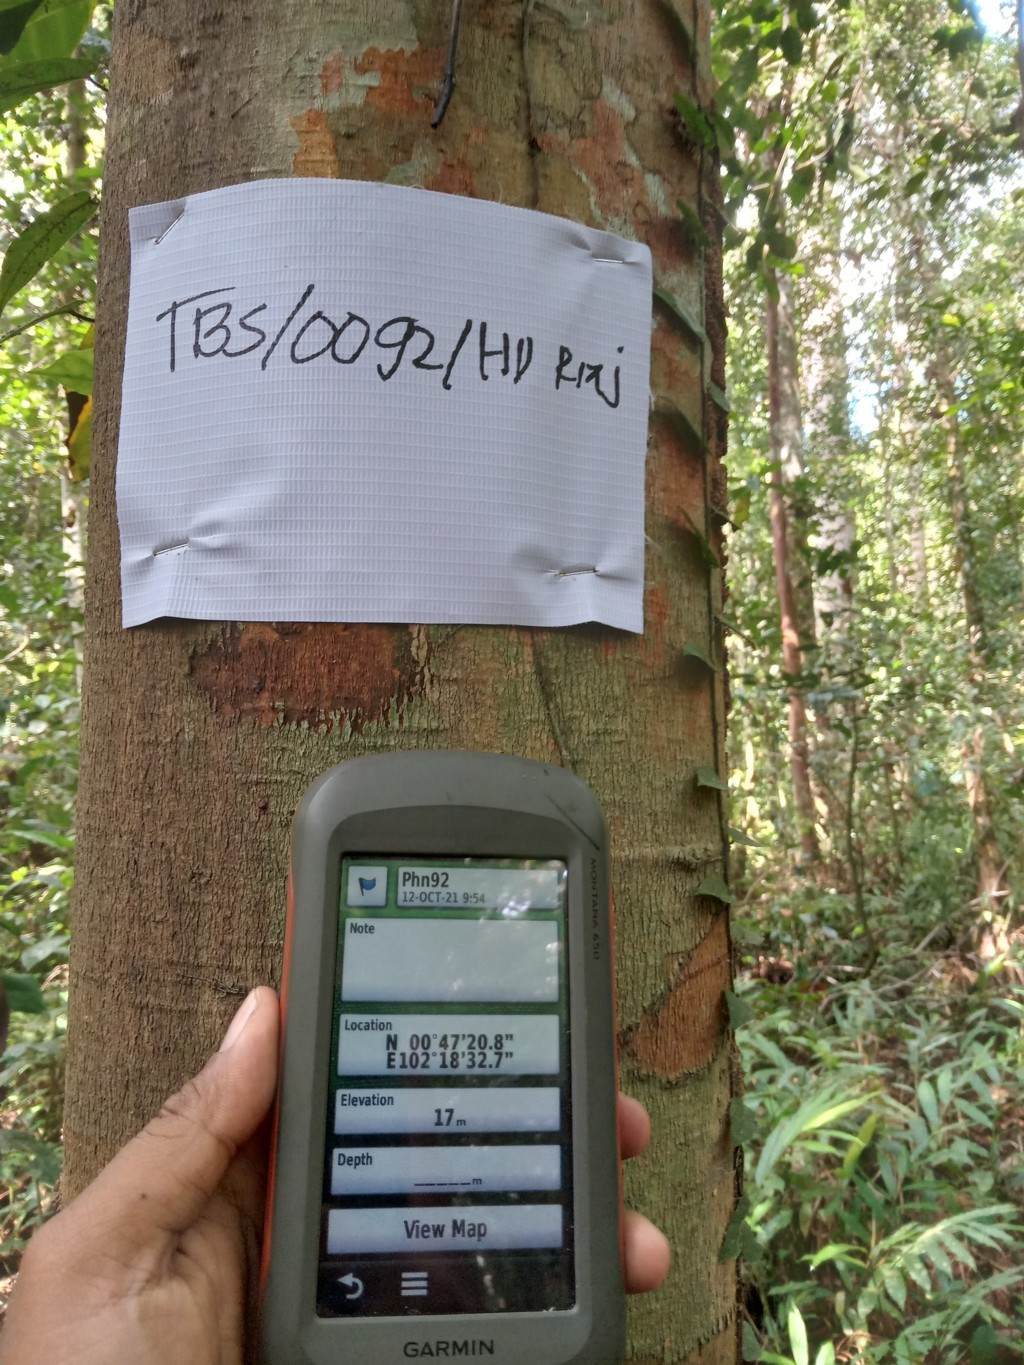 TBS/0092/HD
Phn92
12-OCT-21 9:54
Note
Location
N 00°47'20.8"
E102°18'32.7"
Elevation
17m
Depth
_____m
View Map
GARMIN
MONTANA 650